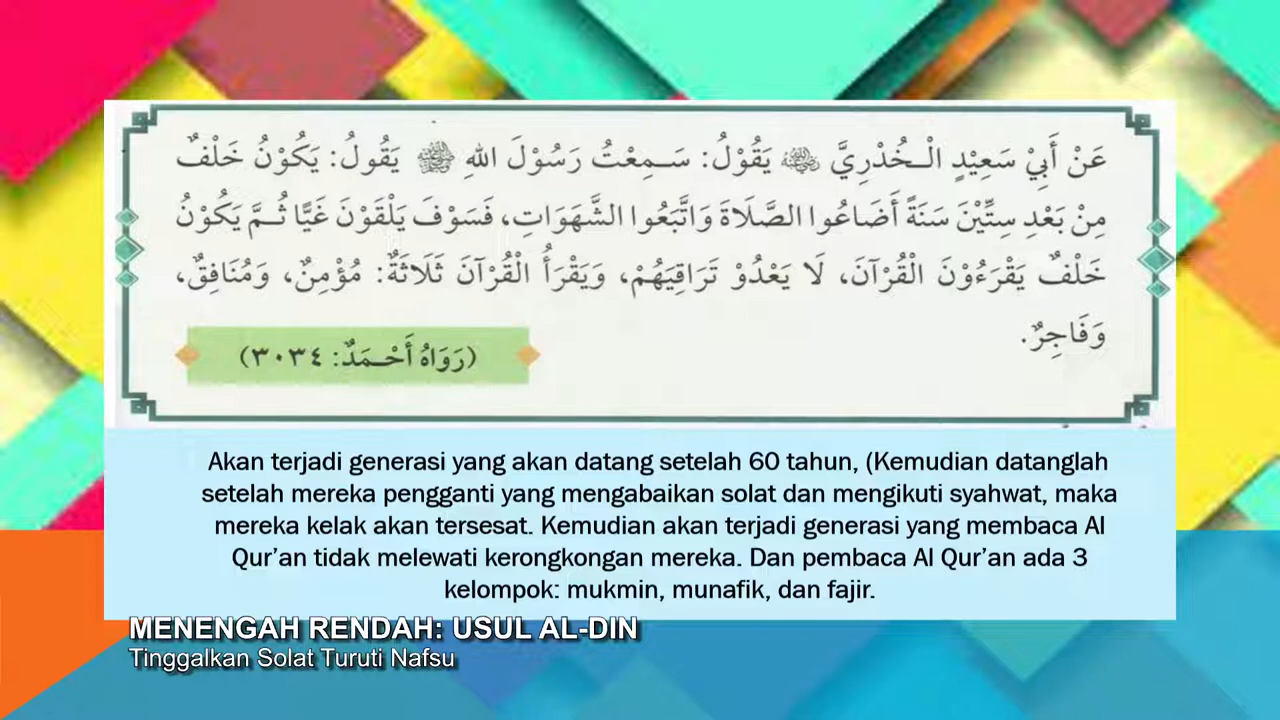 عَنْ أَبِيْ سَعِيْدٍ الْخُدْرِيَّ ﵁ يَقُوْلُ: سَمِعْتُ رَسُوْلَ اللهِ ﷺ يَقُولُ: يَكُوْنُ خَلْفٌ
مِنْ بَعْدِ سِتِّيْنَ سَنَةً أَضَاعُوا الصَّلَاةَ وَاتَّبَعُوا الشَّهَوَاتِ، فَسَوْفَ يَلْقَوْنَ غَيًّا ثُمَّ يَكُوْنُ
خَلْفٌ يَقْرَءُوْنَ الْقُرْآنَ، لَا يَعْدُوْ تَرَاقِيَهُمْ، وَيَقْرَأُ الْقُرْآنَ ثَلَاثَةٌ: مُؤْمِنٌ، وَمُنَافِقٌ،
وَفَاجِرٌ.
(رَوَاهُ أَحْمَدٌ: ٣٠٣٤)
Akan terjadi generasi yang akan datang setelah 60 tahun, (Kemudian datanglah
setelah mereka pengganti yang mengabaikan solat dan mengikuti syahwat, maka
mereka kelak akan tersesat. Kemudian akan terjadi generasi yang membaca Al
Qur’an tidak melewati kerongkongan mereka. Dan pembaca Al Qur’an ada 3
kelompok: mukmin, munafik, dan fajir.
MENENGAH RENDAH: USUL AL-DIN
Tinggalkan Solat Turuti Nafsu